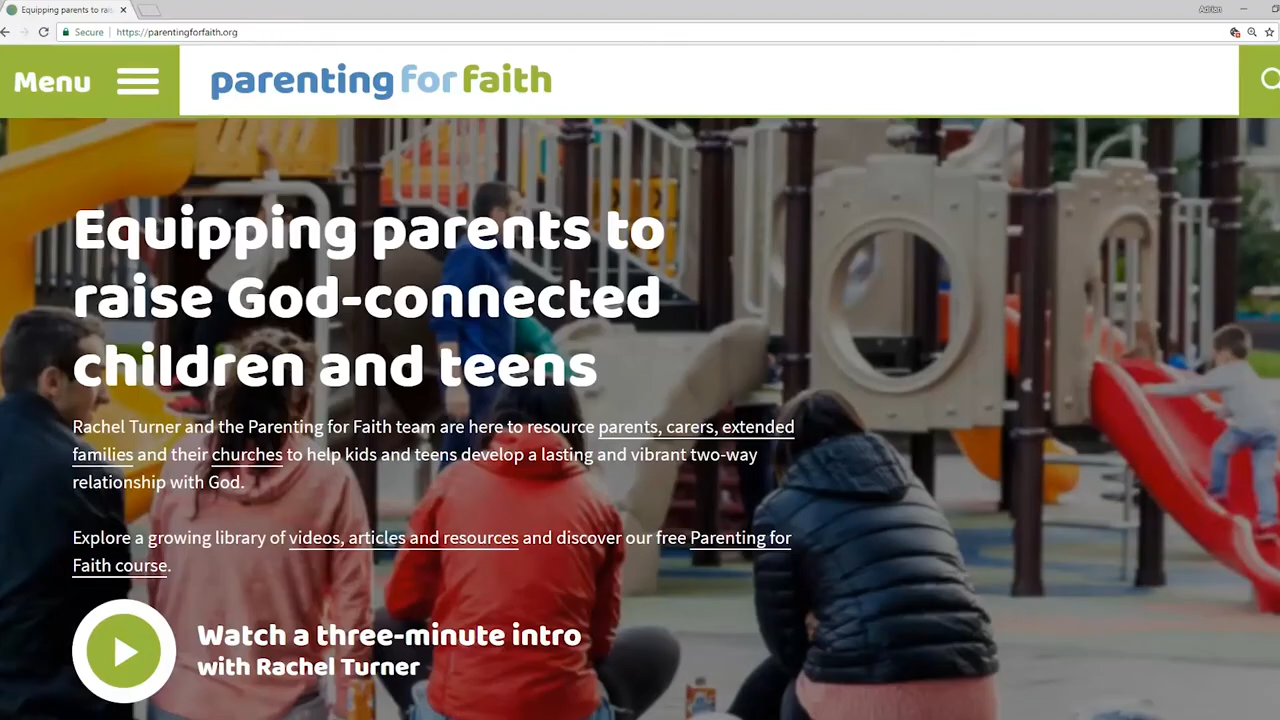 Equipping parents to rai
Adrian
Secure https://parentingforfaith.org
Menu parenting for faith
Equipping parents to
raise God-connected
children and teens
Rachel Turner and the Parenting for Faith team are here to resource parents, carers, extended
families and their churches to help kids and teens develop a lasting and vibrant two-way
relationship with God.
Explore a growing library of videos, articles and resources and discover our free Parenting for
Faith course.
Watch a three-minute intro
with Rachel Turner